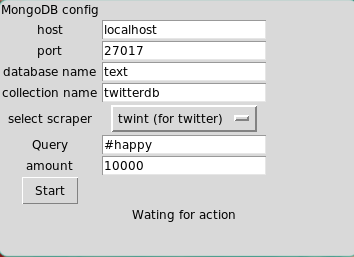 MongoDB config
host localhost
port 27017
database name text
collection name twitterdb
select scraper twint (for twitter)
Query #happy
amount 10000
Start
Wating for action